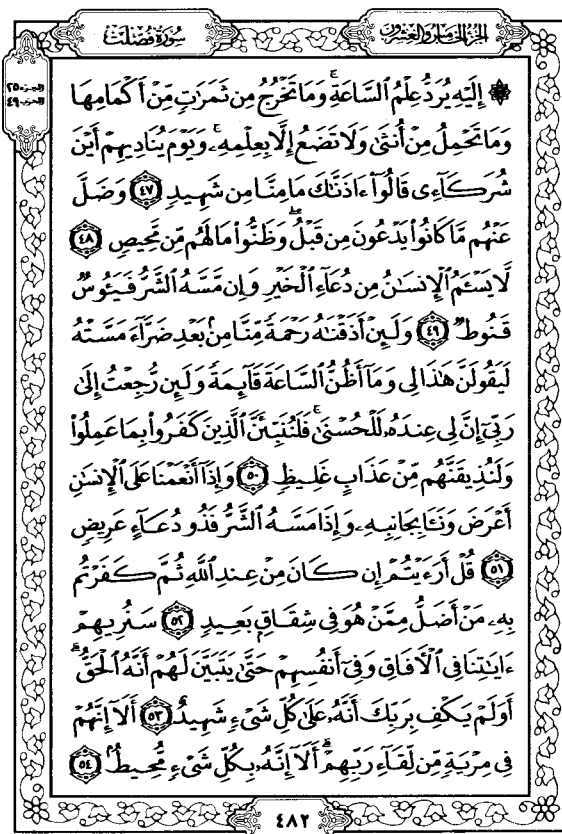 الجزء الخامس والعشرون
سورة فصلت
الجزء ٢٥
الحزب ٤٩
۞ إِلَيْهِ يُرَدُّ عِلْمُ ٱلسَّاعَةِ ۚ وَمَا تَخْرُجُ مِن ثَمَرَٰتٍ مِّنْ أَكْمَامِهَا
وَمَا تَحْمِلُ مِنْ أُنثَىٰ وَلَا تَضَعُ إِلَّا بِعِلْمِهِۦ ۚ وَيَوْمَ يُنَادِيهِمْ أَيْنَ
شُرَكَآءِى قَالُوٓا۟ ءَاذَنَّٰكَ مَا مِنَّا مِن شَهِيدٍ ٤٧ وَضَلَّ
عَنْهُم مَّا كَانُوا۟ يَدْعُونَ مِن قَبْلُ ۖ وَظَنُّوا۟ مَا لَهُم مِّن مَّحِيصٍ ٤٨
لَّا يَسْـَٔمُ ٱلْإِنسَٰنُ مِن دُعَآءِ ٱلْخَيْرِ وَإِن مَّسَّهُ ٱلشَّرُّ فَيَـُٔوسٌ
قَنُوطٌ ٤٩ وَلَئِنْ أَذَقْنَٰهُ رَحْمَةً مِّنَّا مِنۢ بَعْدِ ضَرَّآءَ مَسَّتْهُ
لَيَقُولَنَّ هَٰذَا لِى وَمَآ أَظُنُّ ٱلسَّاعَةَ قَآئِمَةً وَلَئِن رُّجِعْتُ إِلَىٰ
رَبِّىٓ إِنَّ لِى عِندَهُۥ لَلْحُسْنَىٰ ۚ فَلَنُنَبِّئَنَّ ٱلَّذِينَ كَفَرُوا۟ بِمَا عَمِلُوا۟
وَلَنُذِيقَنَّهُم مِّنْ عَذَابٍ غَلِيظٍ ٥٠ وَإِذَآ أَنْعَمْنَا عَلَى ٱلْإِنسَٰنِ
أَعْرَضَ وَنَـَٔا بِجَانِبِهِۦ وَإِذَا مَسَّهُ ٱلشَّرُّ فَذُو دُعَآءٍ عَرِيضٍ
٥١ قُلْ أَرَءَيْتُمْ إِن كَانَ مِنْ عِندِ ٱللَّهِ ثُمَّ كَفَرْتُم
بِهِۦ مَنْ أَضَلُّ مِمَّنْ هُوَ فِى شِقَاقٍۭ بَعِيدٍ ٥٢ سَنُرِيهِمْ
ءَايَٰتِنَا فِى ٱلْءَافَاقِ وَفِىٓ أَنفُسِهِمْ حَتَّىٰ يَتَبَيَّنَ لَهُمْ أَنَّهُ ٱلْحَقُّ ۗ
أَوَلَمْ يَكْفِ بِرَبِّكَ أَنَّهُۥ عَلَىٰ كُلِّ شَىْءٍ شَهِيدٌ ٥٣ أَلَآ إِنَّهُمْ
فِى مِرْيَةٍ مِّن لِّقَآءِ رَبِّهِمْ ۗ أَلَآ إِنَّهُۥ بِكُلِّ شَىْءٍ مُّحِيطٌۢ ٥٤
٤٨٢